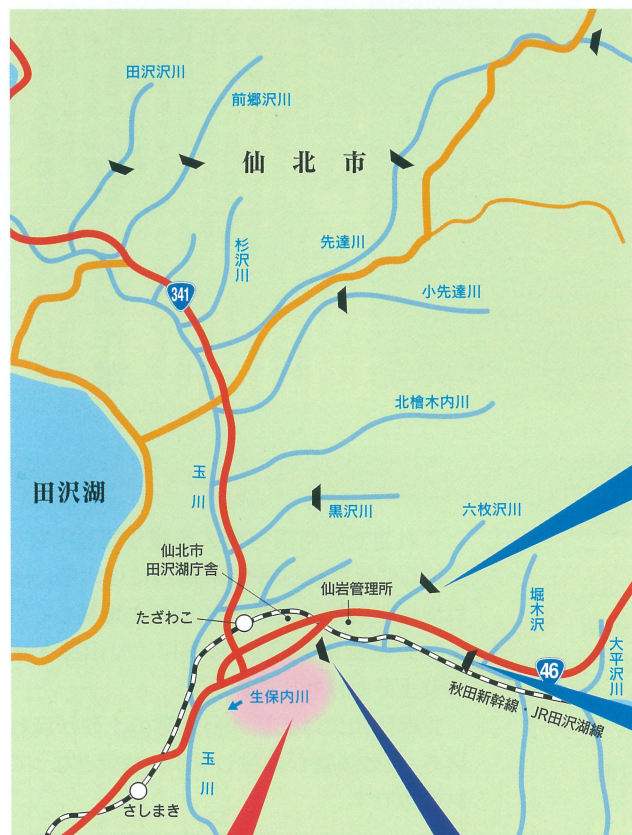 田沢沢川
前郷沢川
仙北市
杉沢川
先達川
小先達川
341
北檜木内川
田沢湖
玉川
黒沢川
六枚沢川
仙北市
田沢湖庁舎
仙岩管理所
たざわこ
堀木沢
大平沢川
46
秋田新幹線・JR田沢湖線
生保内川
玉川
さしまき